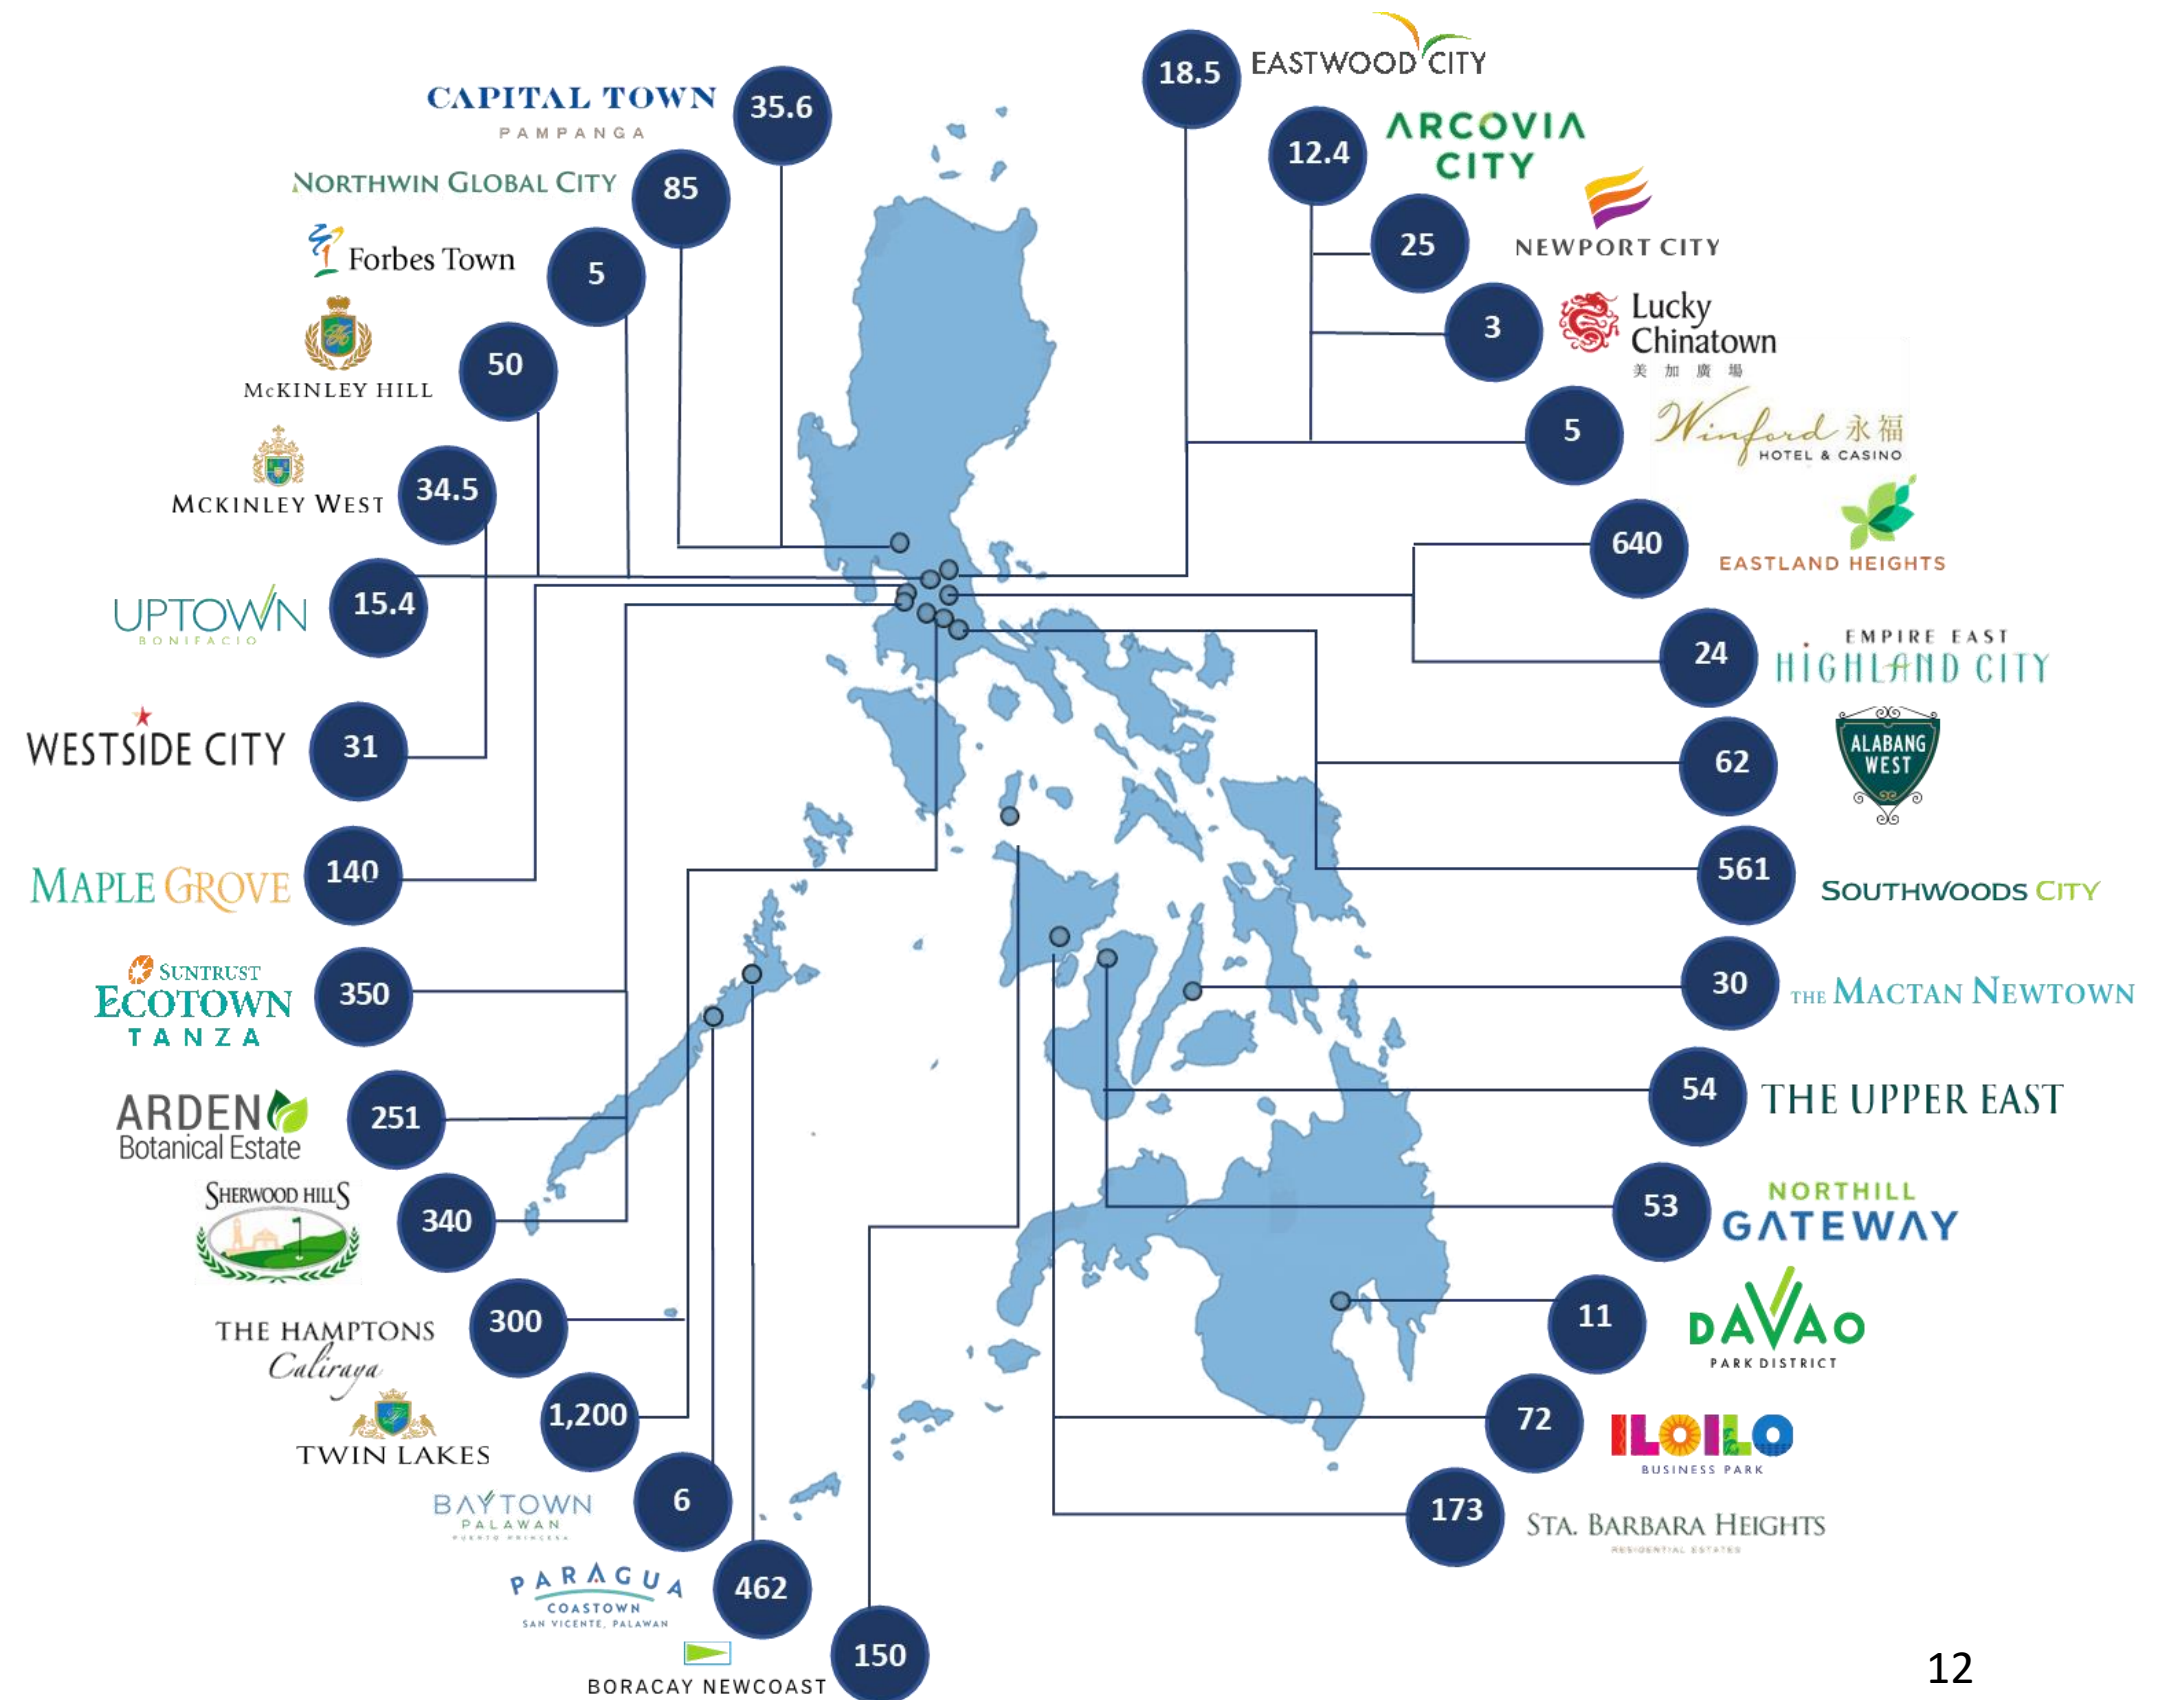 CAPITAL TOWN
PAMPANGA
35.6
NORTHWIN GLOBAL CITY
85
Forbes Town
5
McKINLEY HILL
50
MCKINLEY WEST
34.5
UPTOWN
BONIFACIO
15.4
WESTSIDE CITY
31
MAPLE GROVE
140
SUNTRUST
ECOTOWN
TANZA
350
ARDEN
Botanical Estate
251
SHERWOOD HILLS
340
THE HAMPTONS
Caliraya
300
TWIN LAKES
1,200
BAYTOWN
PALAWAN
PUERTO PRINCESA
6
PARAGUA
COASTOWN
SAN VICENTE, PALAWAN
462
BORACAY NEWCOAST
150
18.5
EASTWOOD CITY
12.4
ARCOVIA
CITY
25
NEWPORT CITY
3
Lucky
Chinatown
美加廣場
5
Winford 永福
HOTEL & CASINO
640
EASTLAND HEIGHTS
24
EMPIRE EAST
HIGHLAND CITY
62
ALABANG
WEST
561
SOUTHWOODS CITY
30
THE MACTAN NEWTOWN
54
THE UPPER EAST
53
NORTHILL
GATEWAY
11
DAVAO
PARK DISTRICT
72
ILOILO
BUSINESS PARK
173
STA. BARBARA HEIGHTS
RESIDENTIAL ESTATES
12